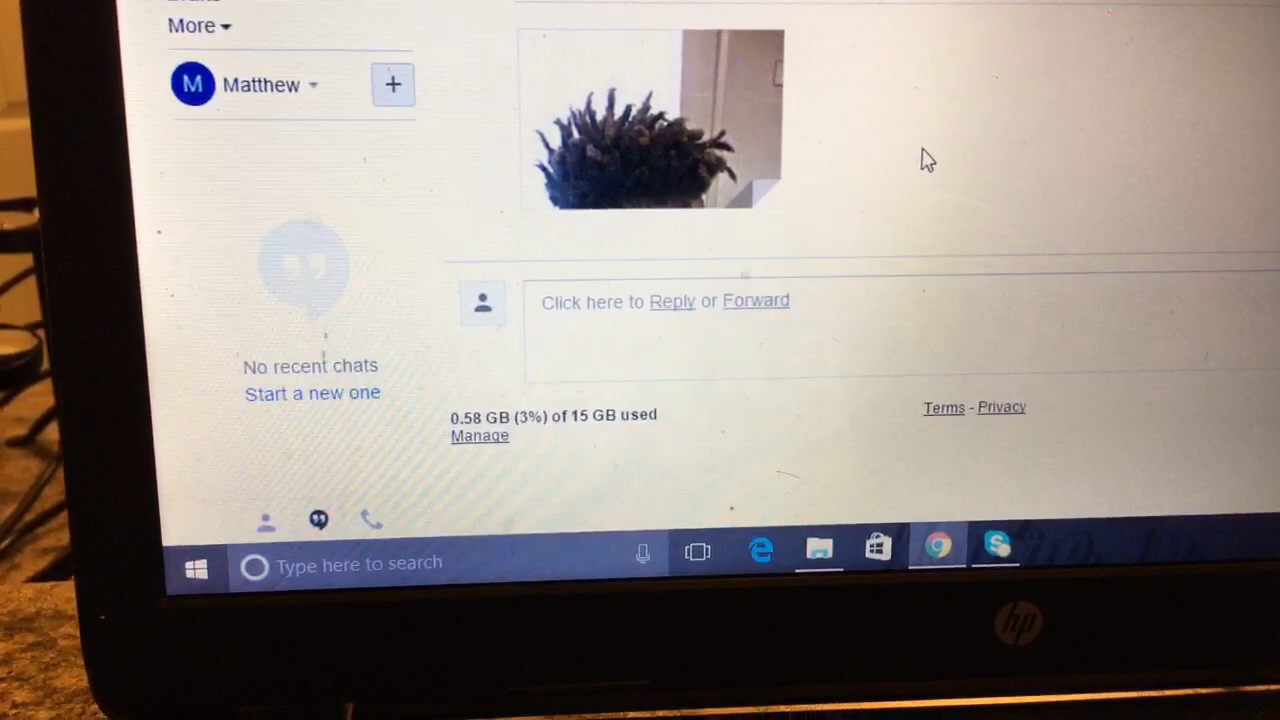 More
M Matthew
+
Click here to Reply or Forward
No recent chats
Start a new one
0.58 GB (3%) of 15 GB used
Manage
Terms - Privacy
Type here to search
hp